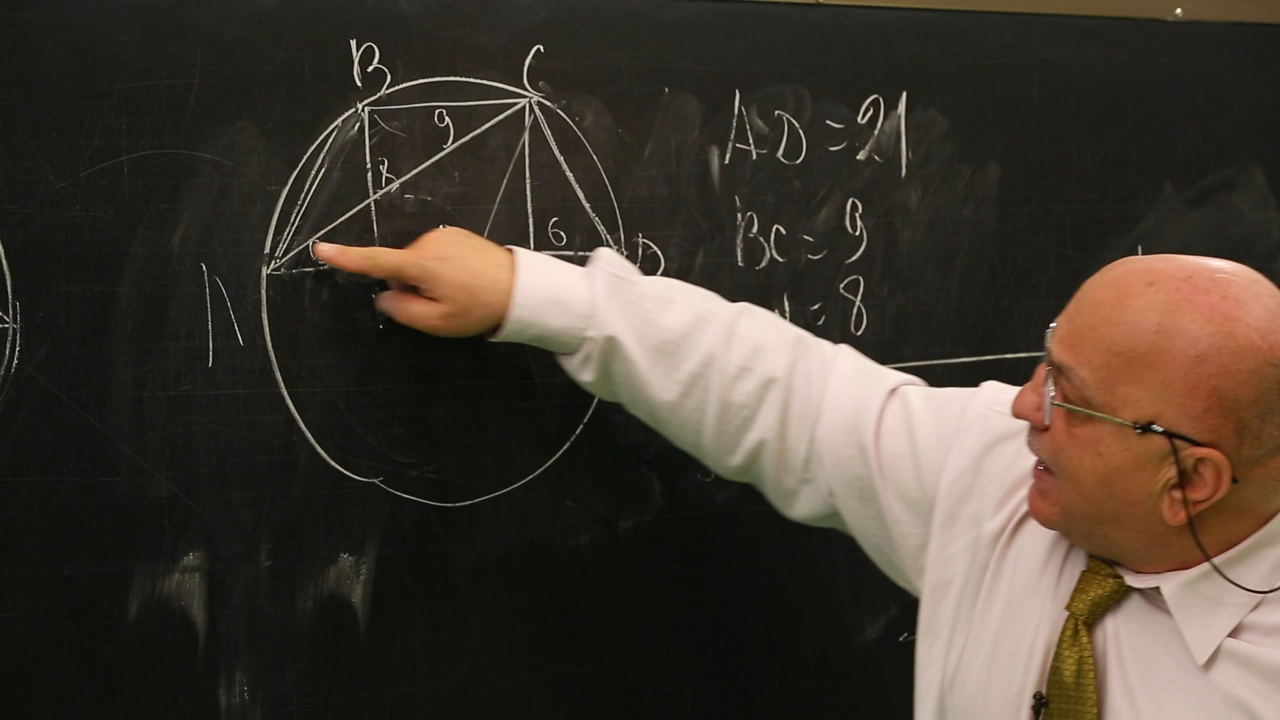 B C
9
8
6
A D
AD = 21
BC = 9
= 8